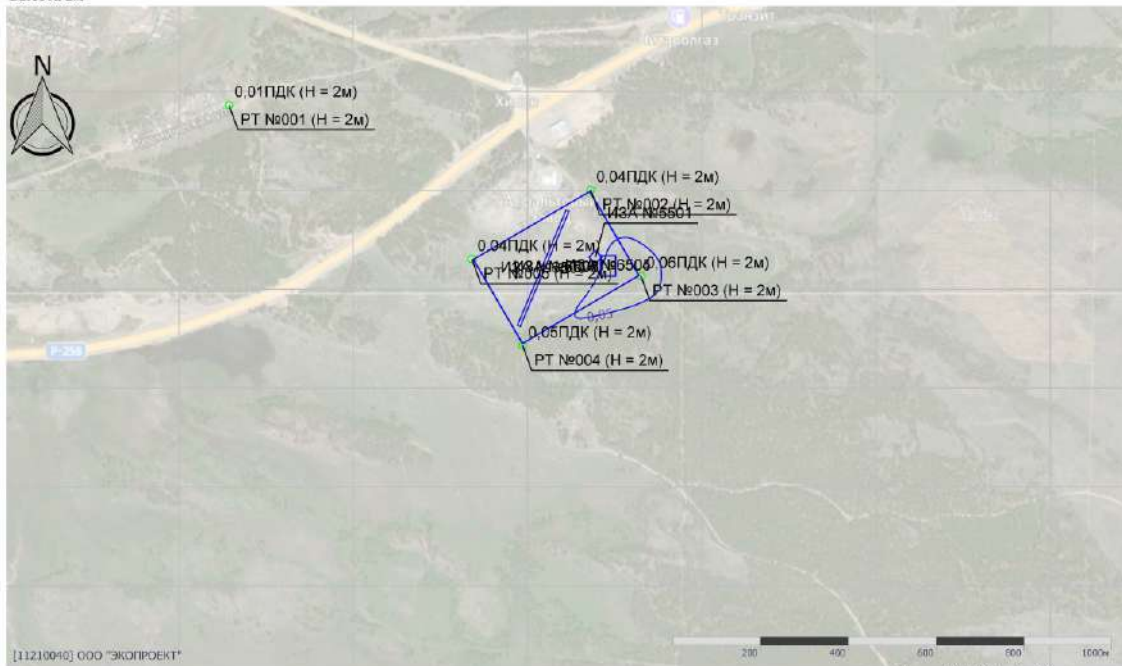 N
0,01ПДК (Н = 2м)
РТ №001 (Н = 2м)
0,04ПДК (Н = 2м)
РТ №002 (Н = 2м)
ИЗА №5501
0,04ПДК (Н = 2м)
0,06ПДК (Н = 2м)
РТ №003 (Н = 2м)
0,05
0,05ПДК (Н = 2м)
РТ №004 (Н = 2м)
Р-258
[11210040] ООО "ЭКОПРОЕКТ"
200 400 600 800 1000м